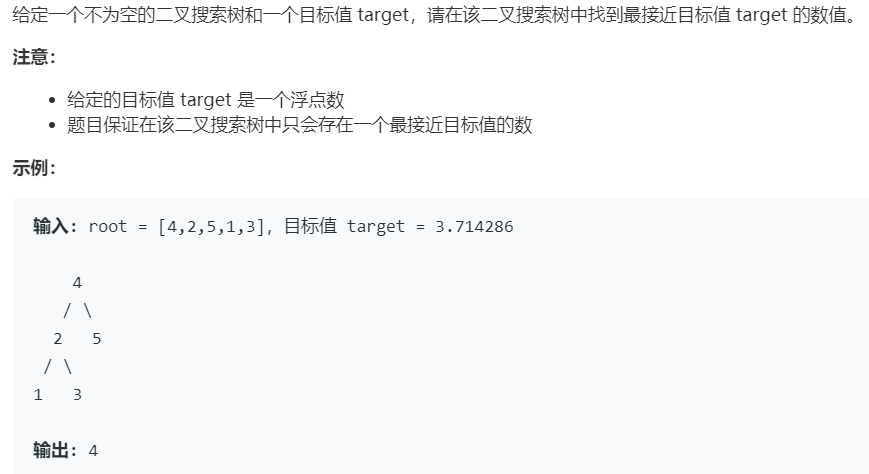 给定一个不为空的二叉搜索树和一个目标值 target，请在该二叉搜索树中找到最接近目标值 target 的数值。
注意：
• 给定的目标值 target 是一个浮点数
• 题目保证在该二叉搜索树中只会存在一个最接近目标值的数
示例：
输入: root = [4,2,5,1,3]，目标值 target = 3.714286
4
/ \
2   5
/ \
1   3
输出: 4